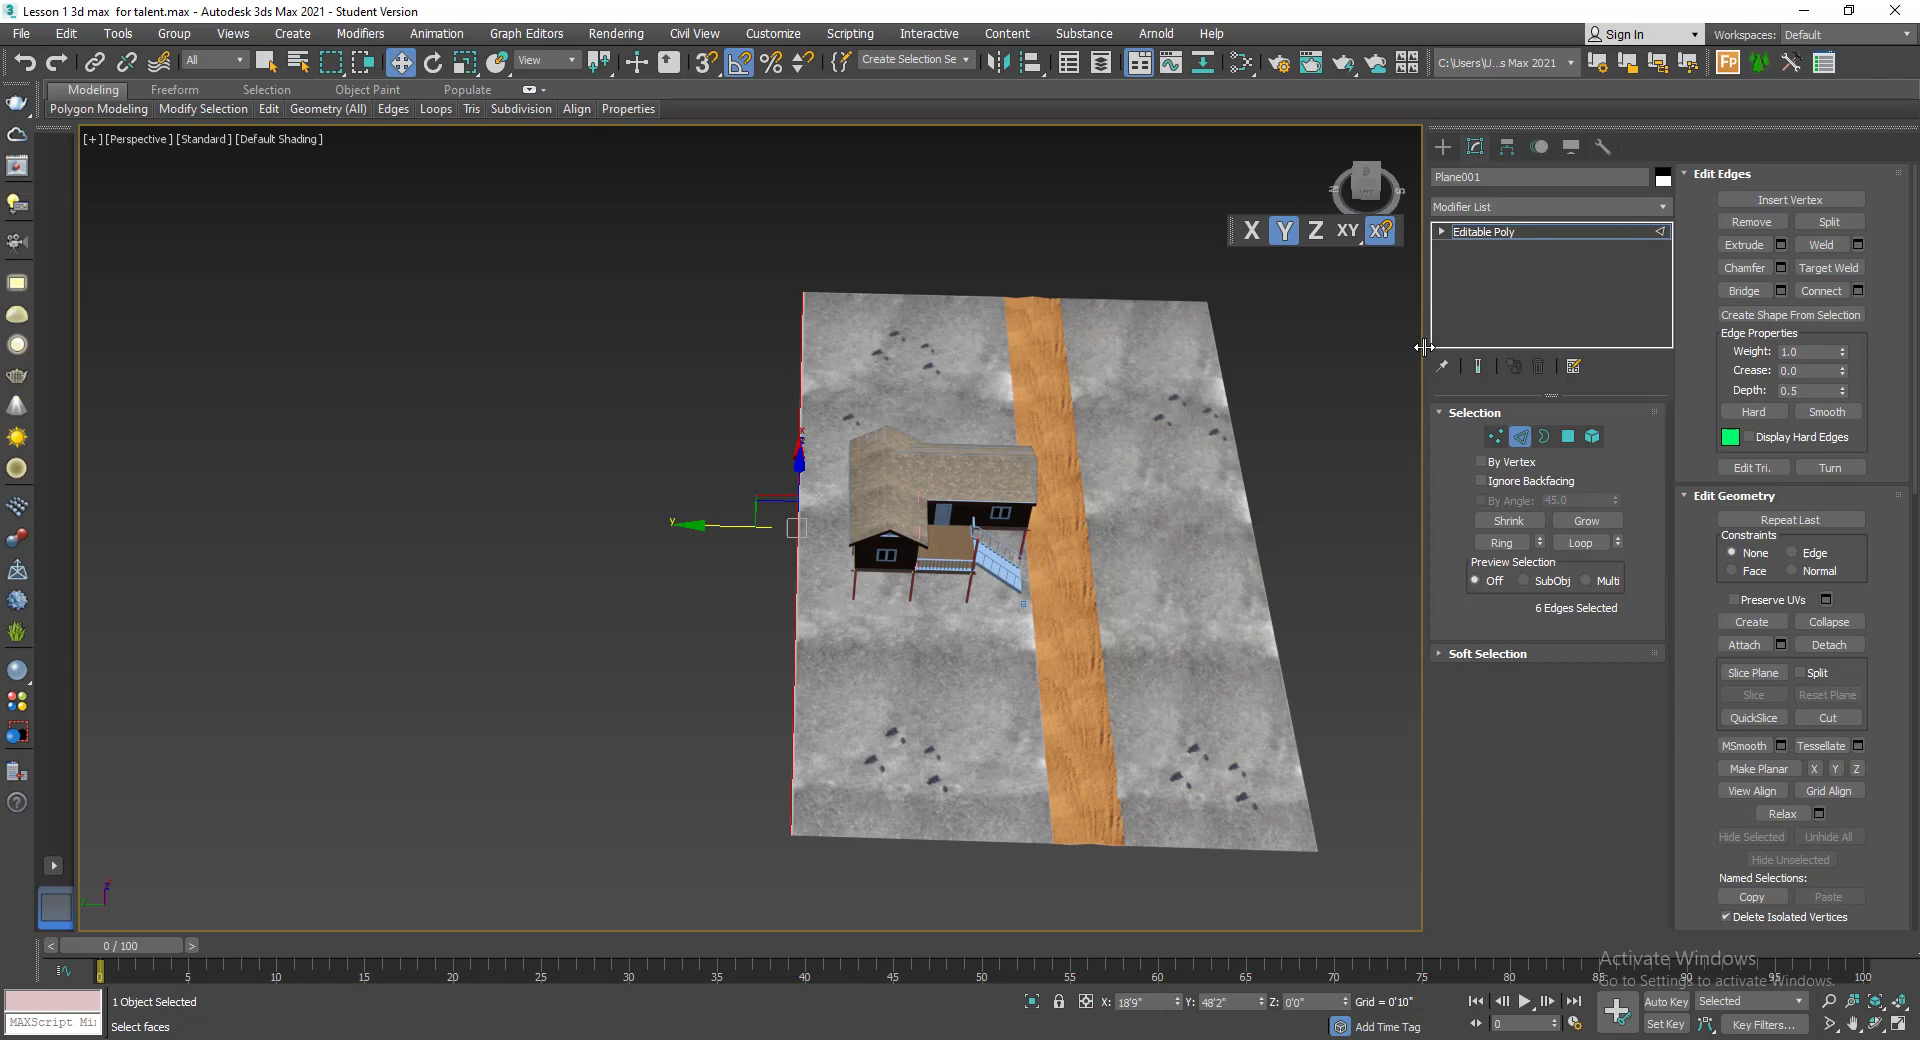 Lesson 1 3d max  for talent.max - Autodesk 3ds Max 2021 - Student Version
File Edit Tools Group Views Create Modifiers Animation Graph Editors Rendering Civil View Customize Scripting Interactive Content Substance Arnold Help Sign In Workspaces: Default
All View Create Selection Se C:\Users\U...s Max 2021
Modeling Freeform Selection Object Paint Populate
Polygon Modeling Modify Selection Edit Geometry (All) Edges Loops Tris Subdivision Align Properties
[+] [Perspective] [Standard] [Default Shading]
X Y Z XY XY
x
z
y
Plane001
Modifier List
Editable Poly
Selection
By Vertex
Ignore Backfacing
By Angle: 45.0
Shrink Grow
Ring Loop
Preview Selection
Off SubObj Multi
6 Edges Selected
Soft Selection
Edit Edges
Insert Vertex
Remove Split
Extrude Weld
Chamfer Target Weld
Bridge Connect
Create Shape From Selection
Edge Properties
Weight: 1.0
Crease: 0.0
Depth: 0.5
Hard Smooth
Display Hard Edges
Edit Tri. Turn
Edit Geometry
Repeat Last
Constraints
None Edge
Face Normal
Preserve UVs
Create Collapse
Attach Detach
Slice Plane Split
Slice Reset Plane
QuickSlice Cut
MSmooth Tessellate
Make Planar X Y Z
View Align Grid Align
Relax
Hide Selected Unhide All
Hide Unselected
Named Selections:
Copy Paste
Delete Isolated Vertices
< 0 / 100 >
0 5 10 15 20 25 30 35 40 45 50 55 60 65 70 75 80 85 90 95 100
Activate Windows
Go to Settings to activate Windows.
1 Object Selected X: 18'9" Y: 48'2" Z: 0'0" Grid = 0'10" Auto Key Selected
MAXScript Mi Select faces Add Time Tag 0 Set Key Key Filters...